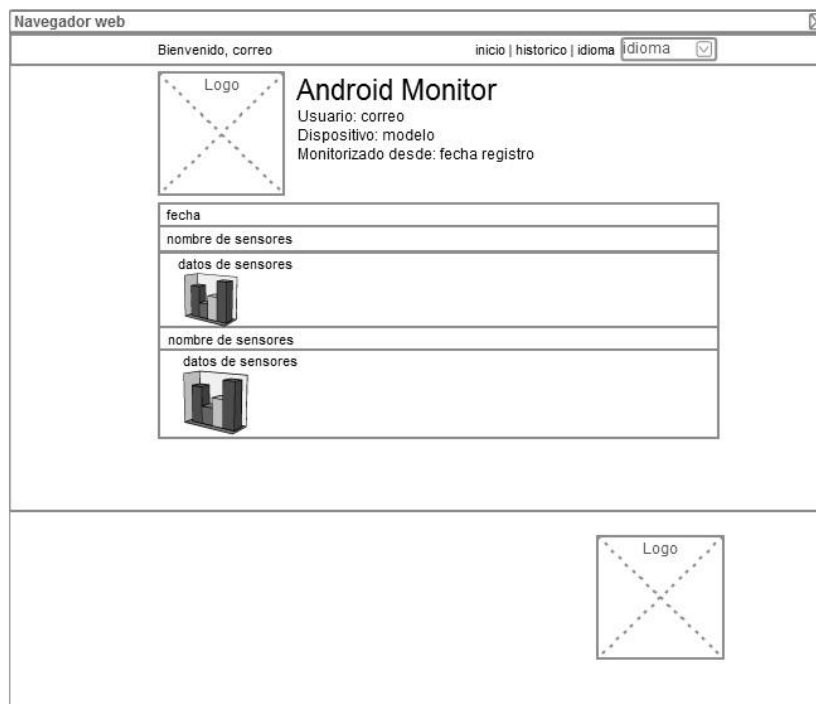 Navegador web
Bienvenido, correo inicio | historico | idioma idioma
Logo
Android Monitor
Usuario: correo
Dispositivo: modelo
Monitorizado desde: fecha registro
fecha
nombre de sensores
datos de sensores
nombre de sensores
datos de sensores
Logo